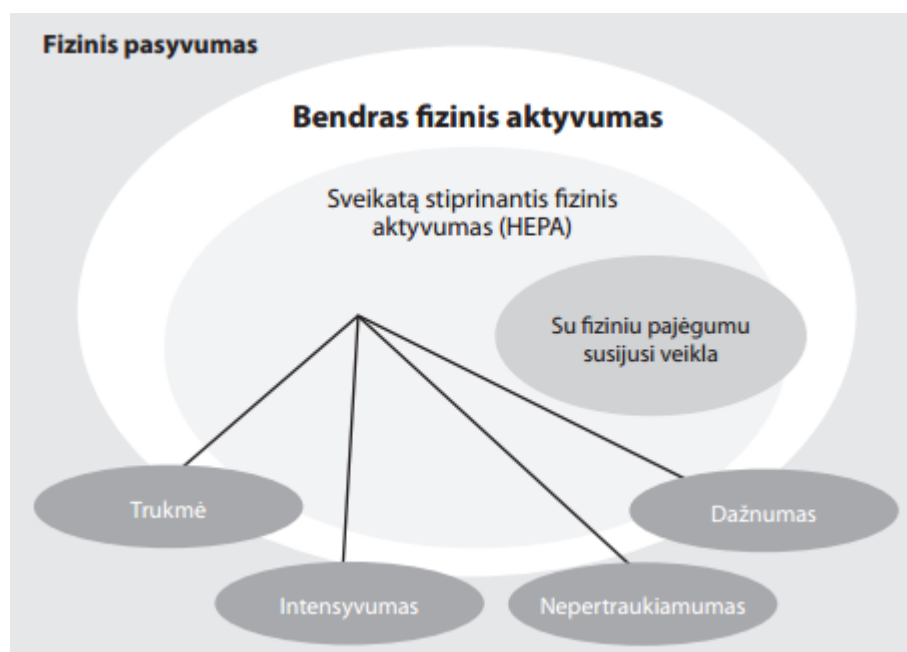 Fizinis pasyvumas
Bendras fizinis aktyvumas
Sveikatą stiprinantis fizinis
aktyvumas (HEPA)
Su fiziniu pajėgumu
susijusi veikla
Trukmė
Dažnumas
Intensyvumas
Nepertraukiamumas